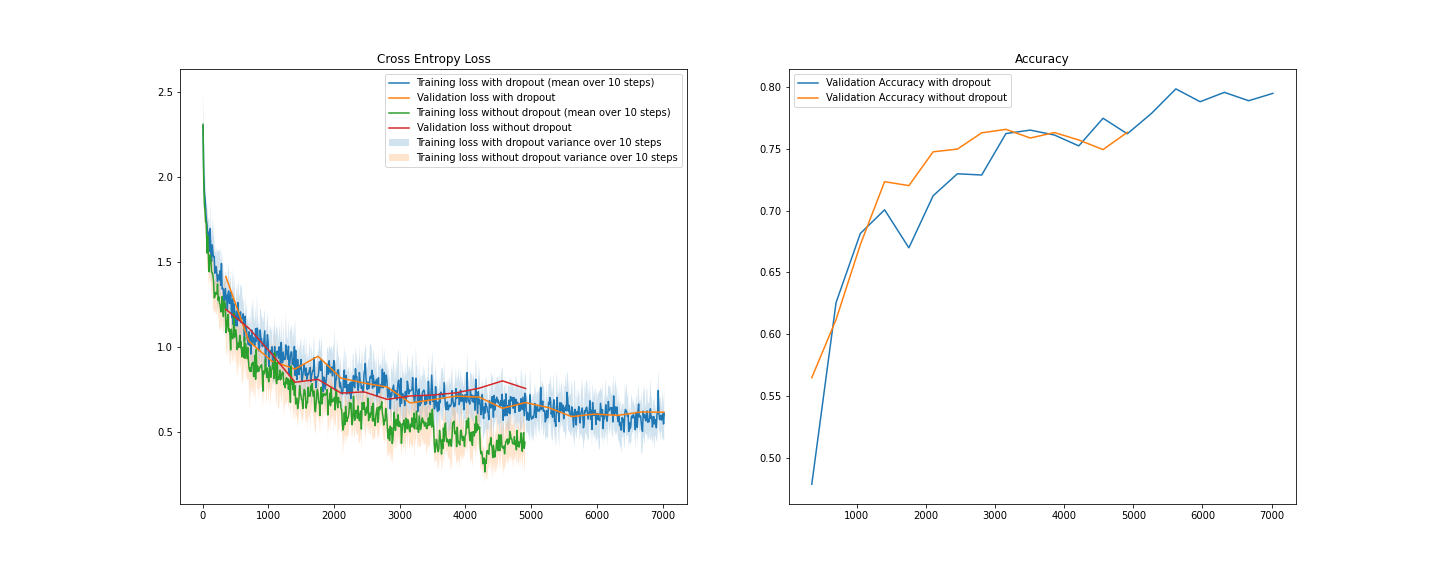 Cross Entropy Loss
Training loss with dropout (mean over 10 steps)
Validation loss with dropout
Training loss without dropout (mean over 10 steps)
Validation loss without dropout
Training loss with dropout variance over 10 steps
Training loss without dropout variance over 10 steps
2.5
2.0
1.5
1.0
0.5
0 1000 2000 3000 4000 5000 6000 7000
Accuracy
Validation Accuracy with dropout
Validation Accuracy without dropout
0.80
0.75
0.70
0.65
0.60
0.55
0.50
1000 2000 3000 4000 5000 6000 7000